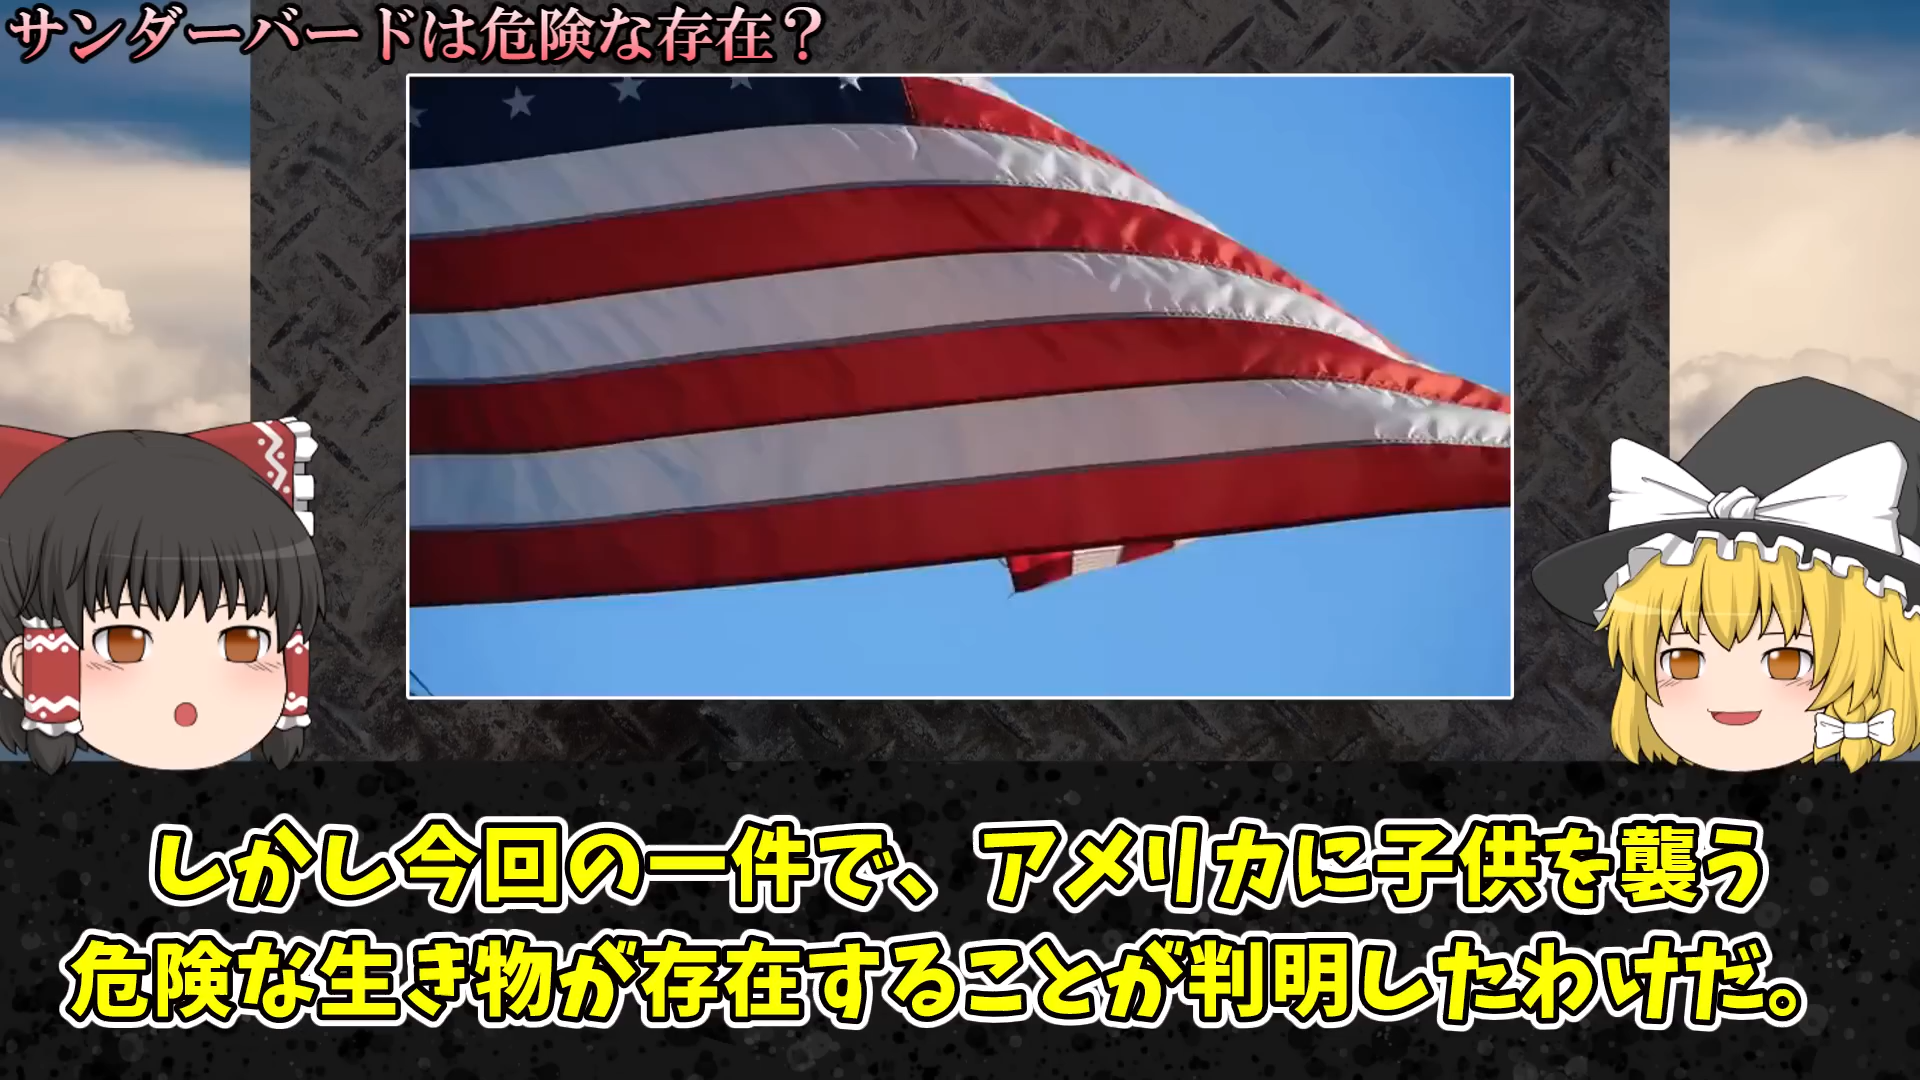 サンダーバードは危険な存在？
しかし今回の一件で、アメリカに子供を襲う
危険な生き物が存在することが判明したわけだ。